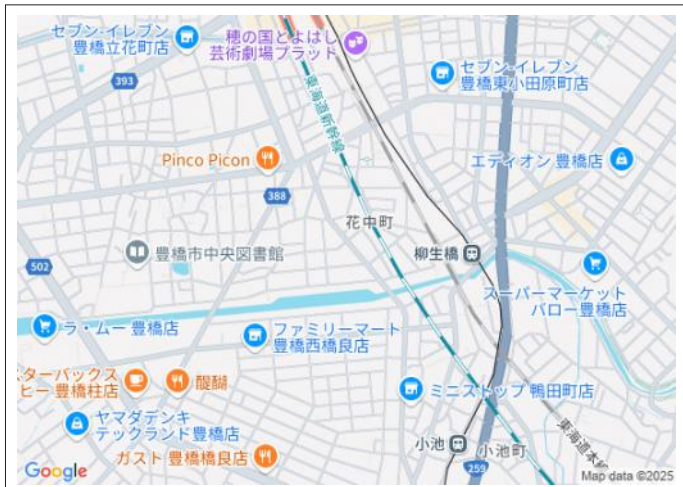 セブン-イレブン
豊橋立花町店
穂の国とよはし
芸術劇場プラット
セブン-イレブン
豊橋東小田原町店
393
Pinco Picon
エディオン 豊橋店
388
花中町
豊橋市中央図書館
柳生橋
502
スーパーマーケット
バロー豊橋店
ラ・ムー 豊橋店
ファミリーマート
豊橋西橋良店
スターバックス
ヒー 豊橋柱店
醍醐
ミニストップ 鴨田町店
ヤマダデンキ
テックランド豊橋店
小池
小池町
東海道本線
ガスト 豊橋橋良店
259
Google
Map data ©2025